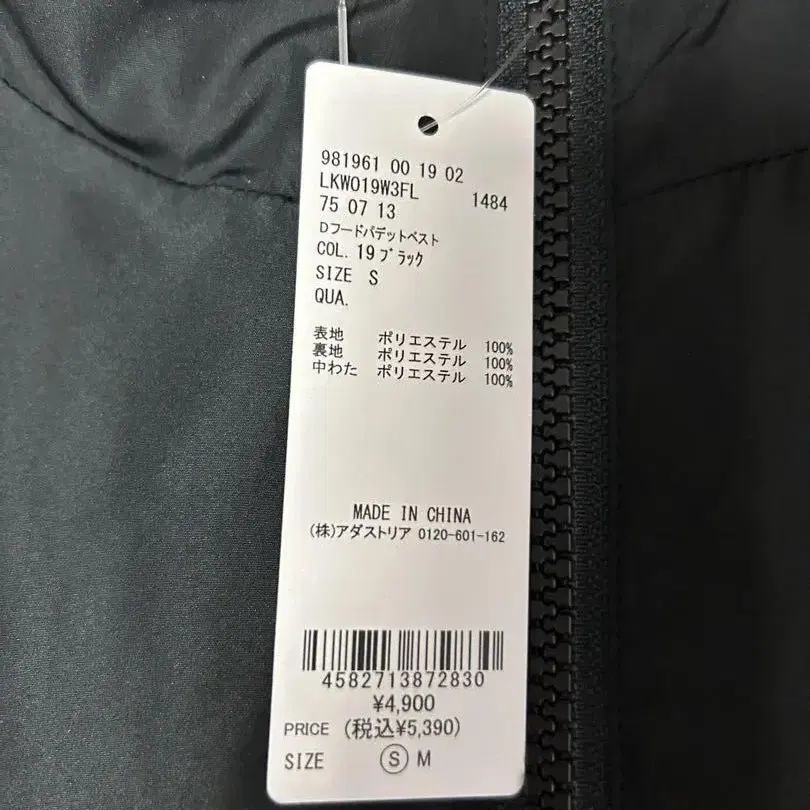 981961 00 19 02
LKW019W3FL 1484
75 07 13
Dフードパデットベスト
COL. 19 ブラック
SIZE S
QUA.
表地 ポリエステル 100%
裏地 ポリエステル 100%
中わた ポリエステル 100%
MADE IN CHINA
(株)アダストリア 0120-601-162
4582713872830
¥4,900
PRICE (税込¥5,390)
SIZE S M